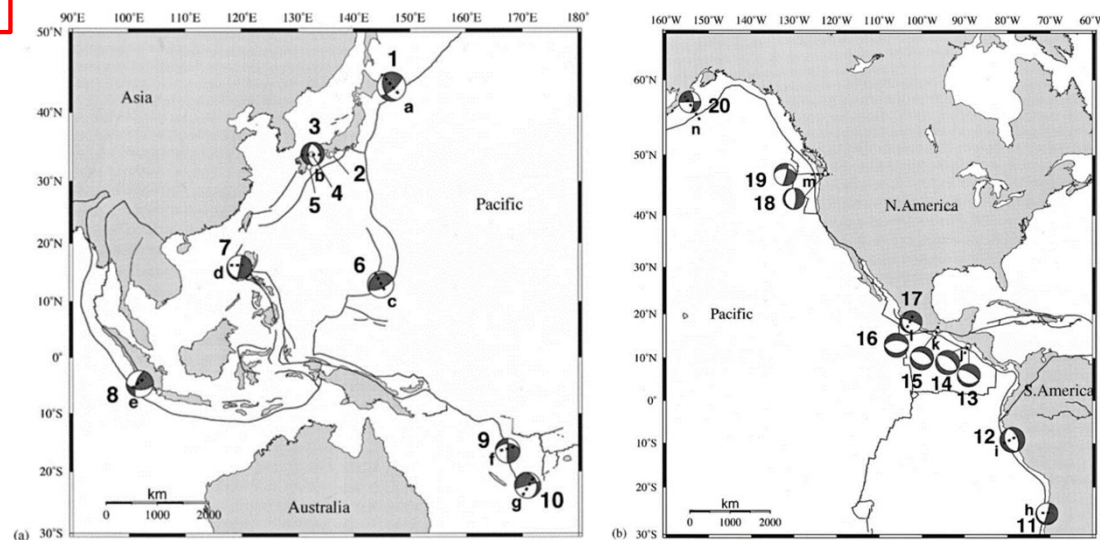 90°E 100°E 110°E 120°E 130°E 140°E 150°E 160°E 170°E 180°
50°N
40°N
30°N
20°N
10°N
0°
10°S
20°S
30°S
Asia
Pacific
Australia
1
a
3
b
2
4
5
6
c
7
d
8
e
9
f
g
10
km
0 1000 2000
(a)
160°W 150°W 140°W 130°W 120°W 110°W 100°W 90°W 80°W 70°W 60°W
60°N
50°N
40°N
30°N
20°N
10°N
0°
10°S
20°S
30°S
20
n
19
m
18
N.America
Pacific
17
l
16
k
j
15
14
13
S.America
12
i
h
11
km
0 1000 2000
(b)